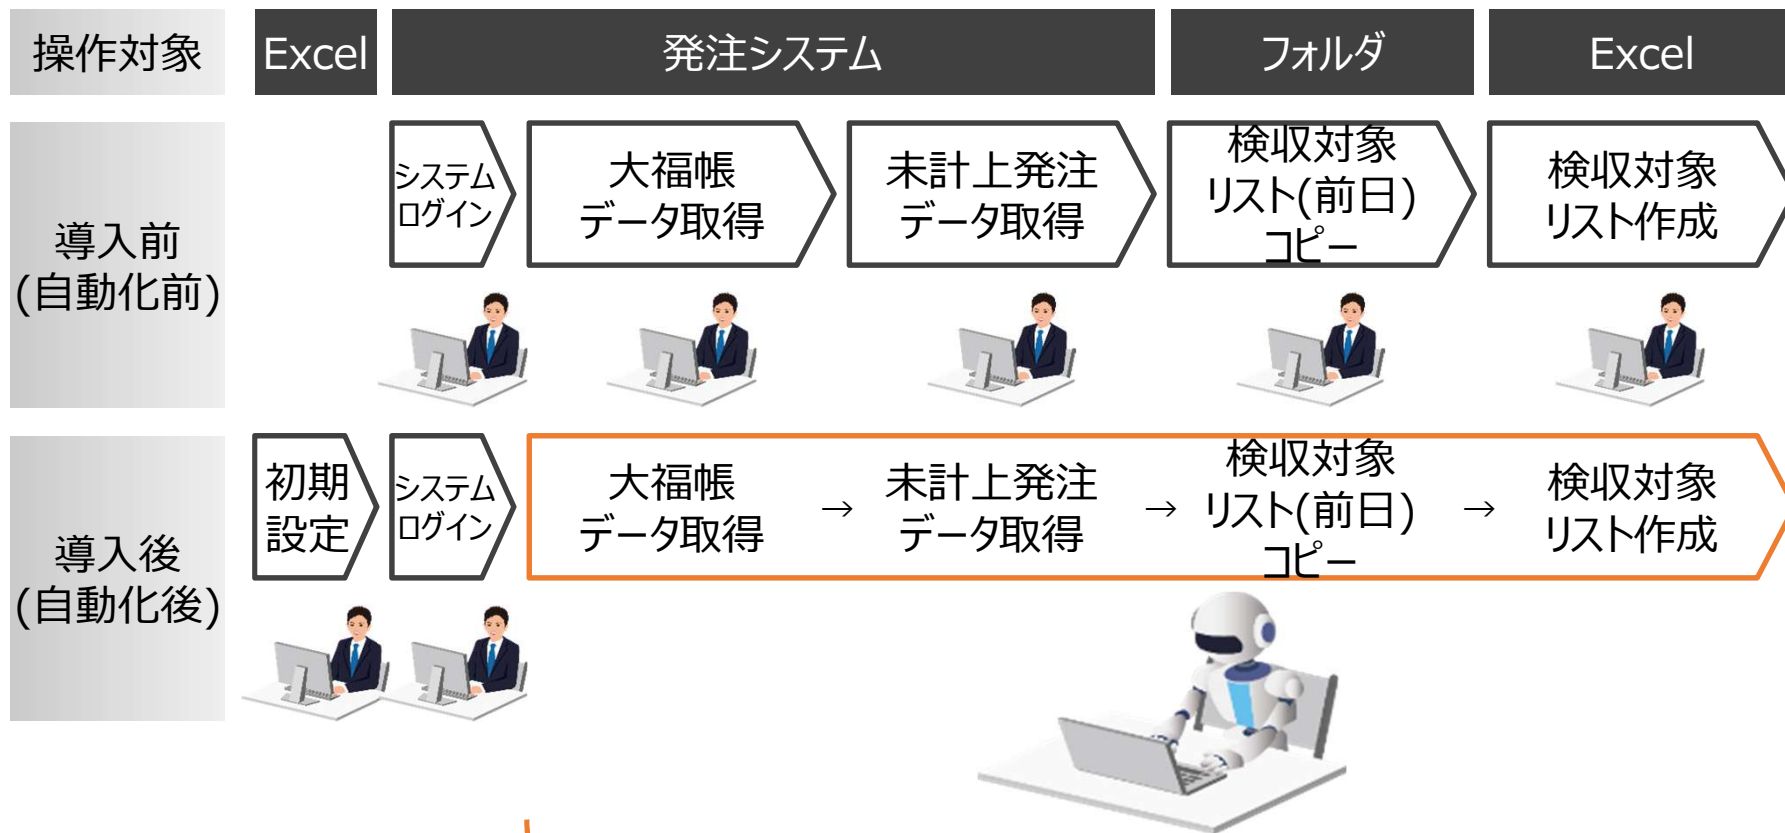 操作対象
Excel
発注システム
フォルダ
Excel
導入前
(自動化前)
システム
ログイン
大福帳
データ取得
未計上発注
データ取得
検収対象
リスト(前日)
コピー
検収対象
リスト作成
導入後
(自動化後)
初期
設定
システム
ログイン
大福帳
データ取得
→
未計上発注
データ取得
→
検収対象
リスト(前日)
コピー
→
検収対象
リスト作成